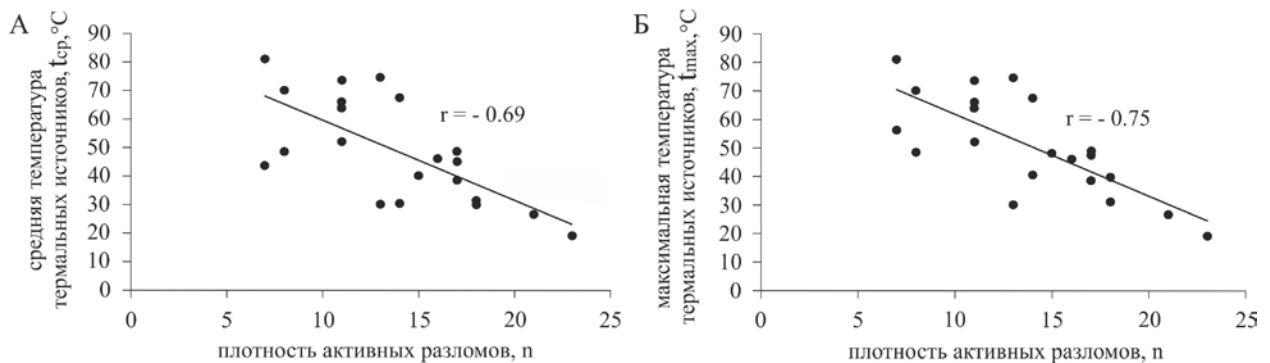 А
средняя температура
термальных источников, tср,°C
90
80
70
60
50
40
30
20
10
0
r = - 0.69
0 5 10 15 20 25
плотность активных разломов, n
Б
максимальная температура
термальных источников, tmax,°C
90
80
70
60
50
40
30
20
10
0
r = - 0.75
0 5 10 15 20 25
плотность активных разломов, n